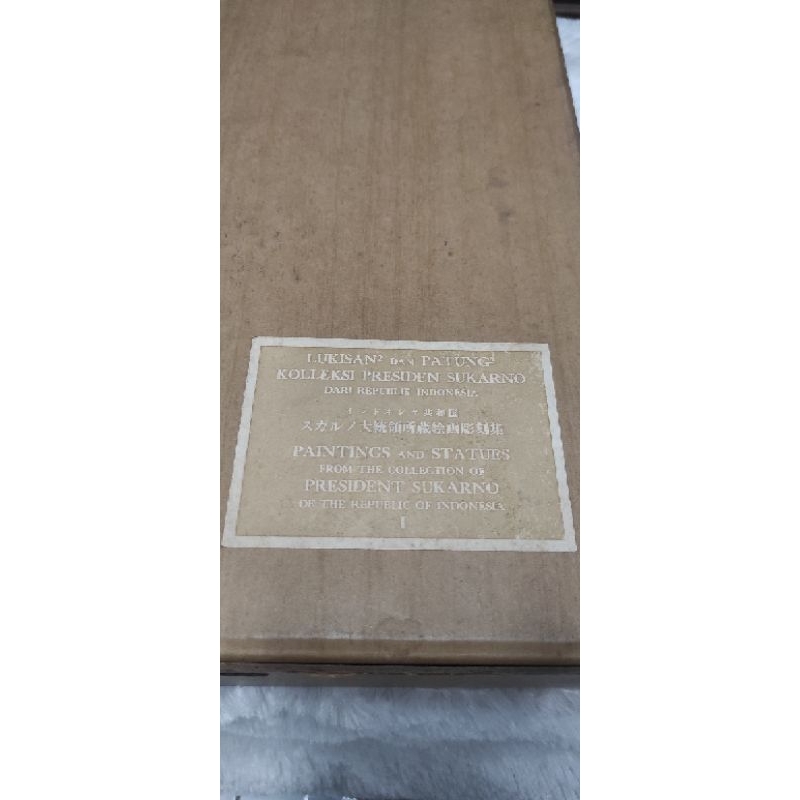 LUKISAN² DAN PATUNG²
KOLLEKSI PRESIDEN SUKARNO
DARI REPUBLIK INDONESIA
インドネシア共和国
スカルノ大統領所蔵絵画彫刻集
PAINTINGS AND STATUES
FROM THE COLLECTION OF
PRESIDENT SUKARNO
OF THE REPUBLIC OF INDONESIA
I